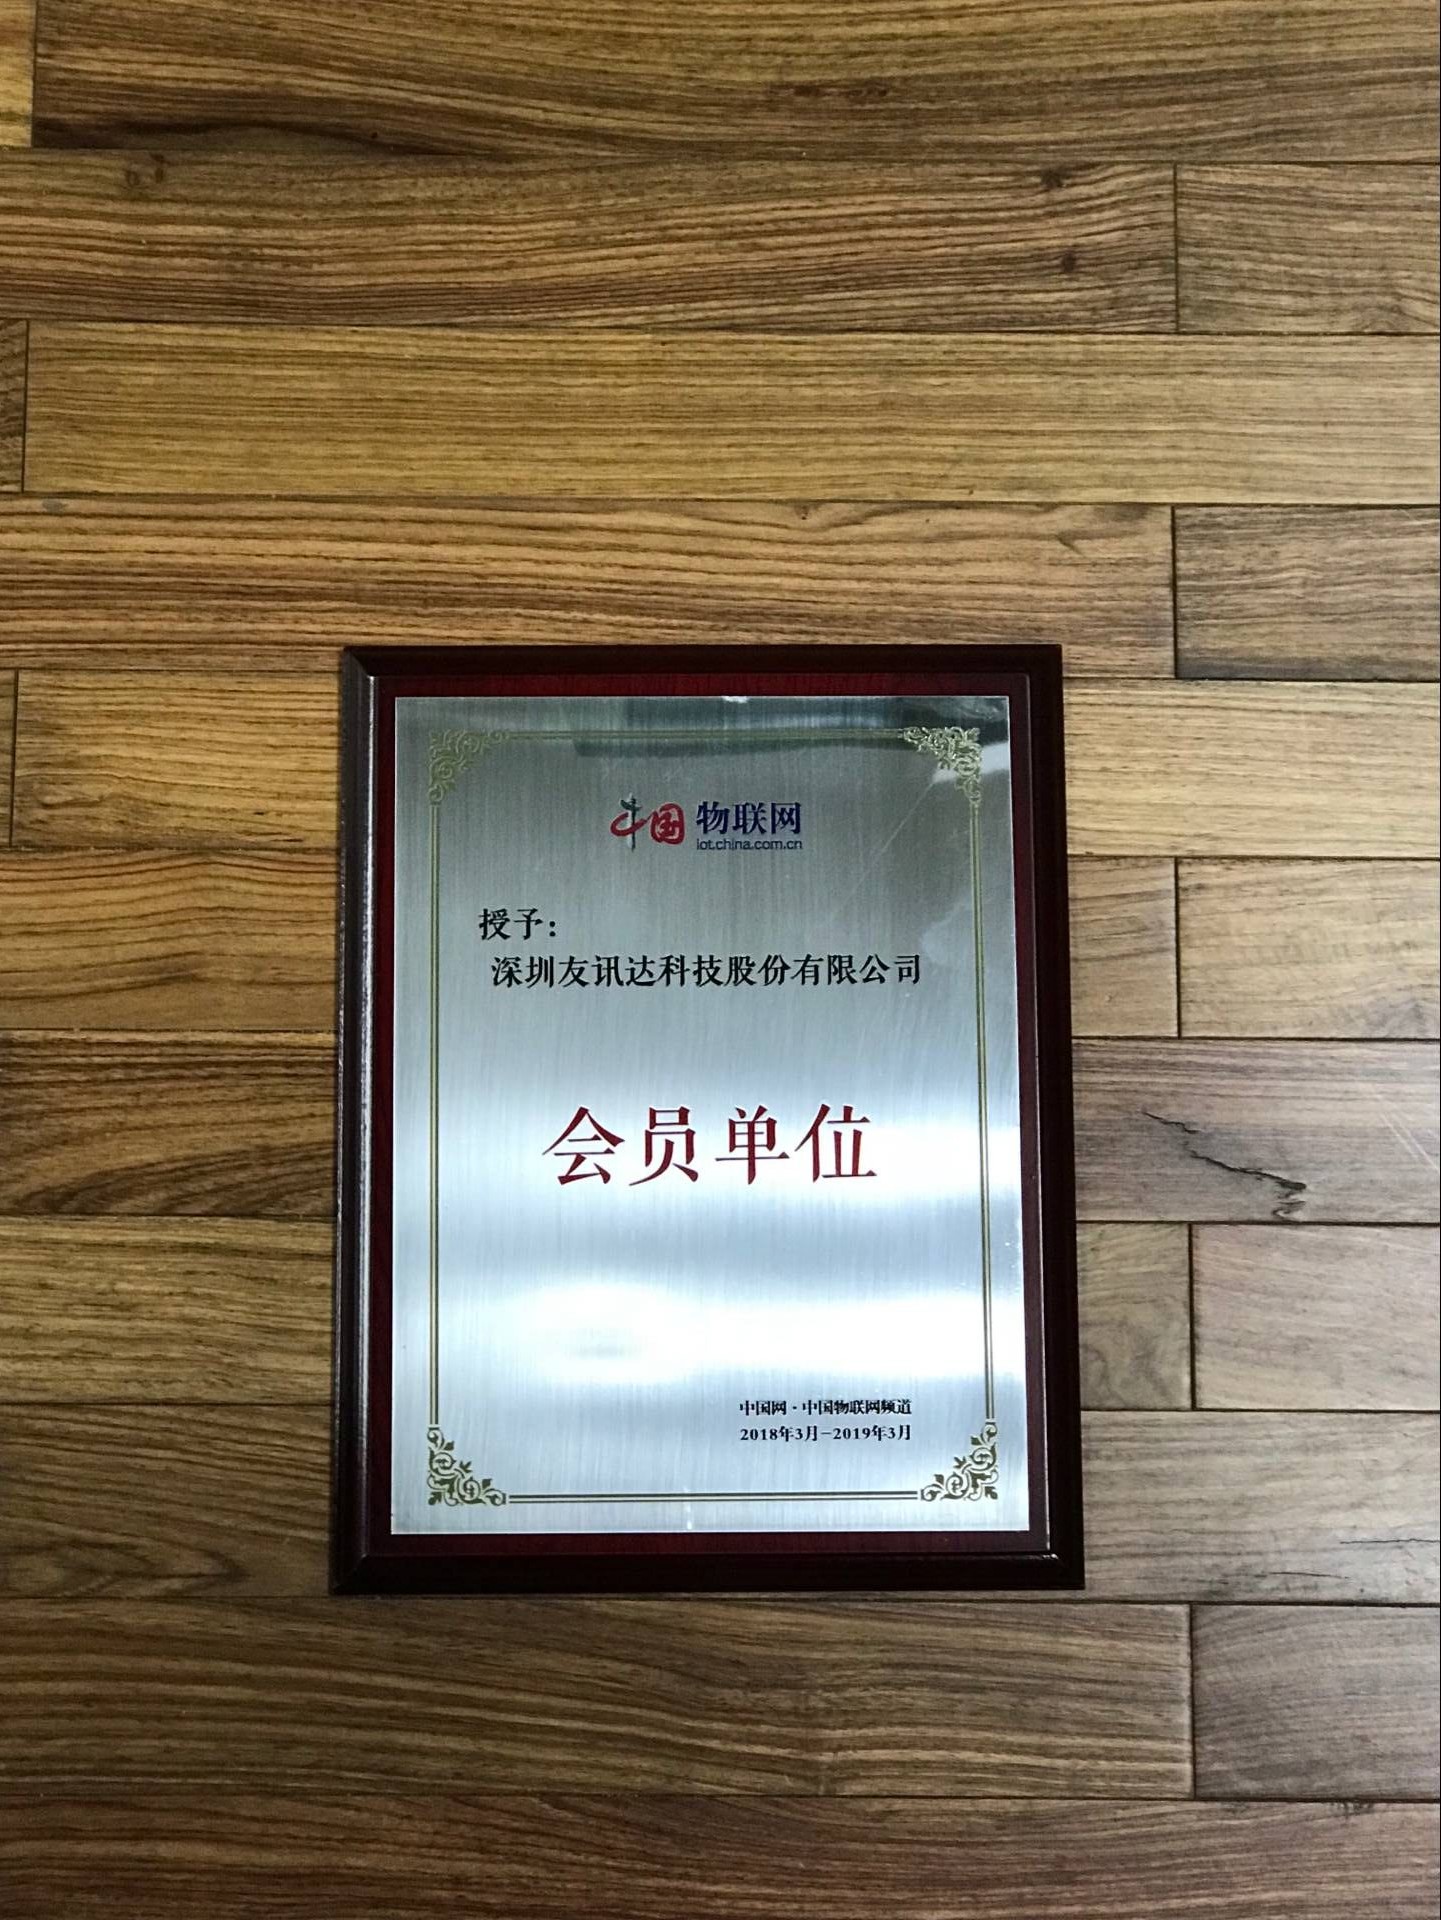 中国 物联网
iot.china.com.cn
授予：
深圳友讯达科技股份有限公司
会员单位
中国网·中国物联网频道
2018年3月-2019年3月